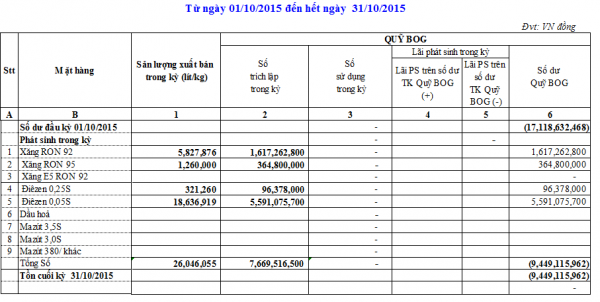 Từ ngày 01/10/2015 đến hết ngày 31/10/2015
Đvt: VN đồng
Stt Mặt hàng Sản lượng xuất bán trong kỳ (lít/kg) QUỸ BOG
Số trích lập trong kỳ Số sử dụng trong kỳ Lãi phát sinh trong kỳ Số dư Quỹ BOG
Lãi PS trên số dư TK Quỹ BOG (+) Lãi PS trên số dư TK Quỹ BOG (-)
A B 1 2 3 4 5 6
Số dư đầu kỳ 01/10/2015 - (17,118,632,468)
Phát sinh trong kỳ - -
1 Xăng RON 92 5,827,876 1,617,262,800 - 1,617,262,800
2 Xăng RON 95 1,260,000 364,800,000 - 364,800,000
3 Xăng E5 RON 92 - -
4 Điêzen 0,25S 321,260 96,378,000 - 96,378,000
5 Điêzen 0,05S 18,636,919 5,591,075,700 - 5,591,075,700
6 Dầu hoả -
7 Mazút 3,5S -
8 Mazút 3,0S -
9 Mazut 380/ khác -
Tổng Số 26,046,055 7,669,516,500 - (9,449,115,962)
Tồn cuối kỳ 31/10/2015 (9,449,115,962)
-